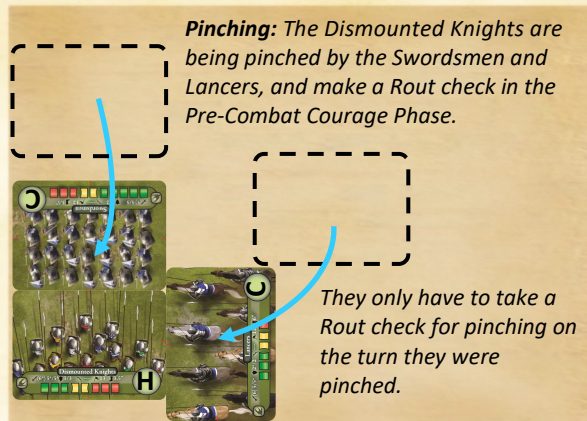 Pinching: The Dismounted Knights are
being pinched by the Swordsmen and
Lancers, and make a Rout check in the
Pre-Combat Courage Phase.
C
Swordsmen
C
Lancers
They only have to take a
Rout check for pinching on
the turn they were
pinched.
Dismounted Knights
H